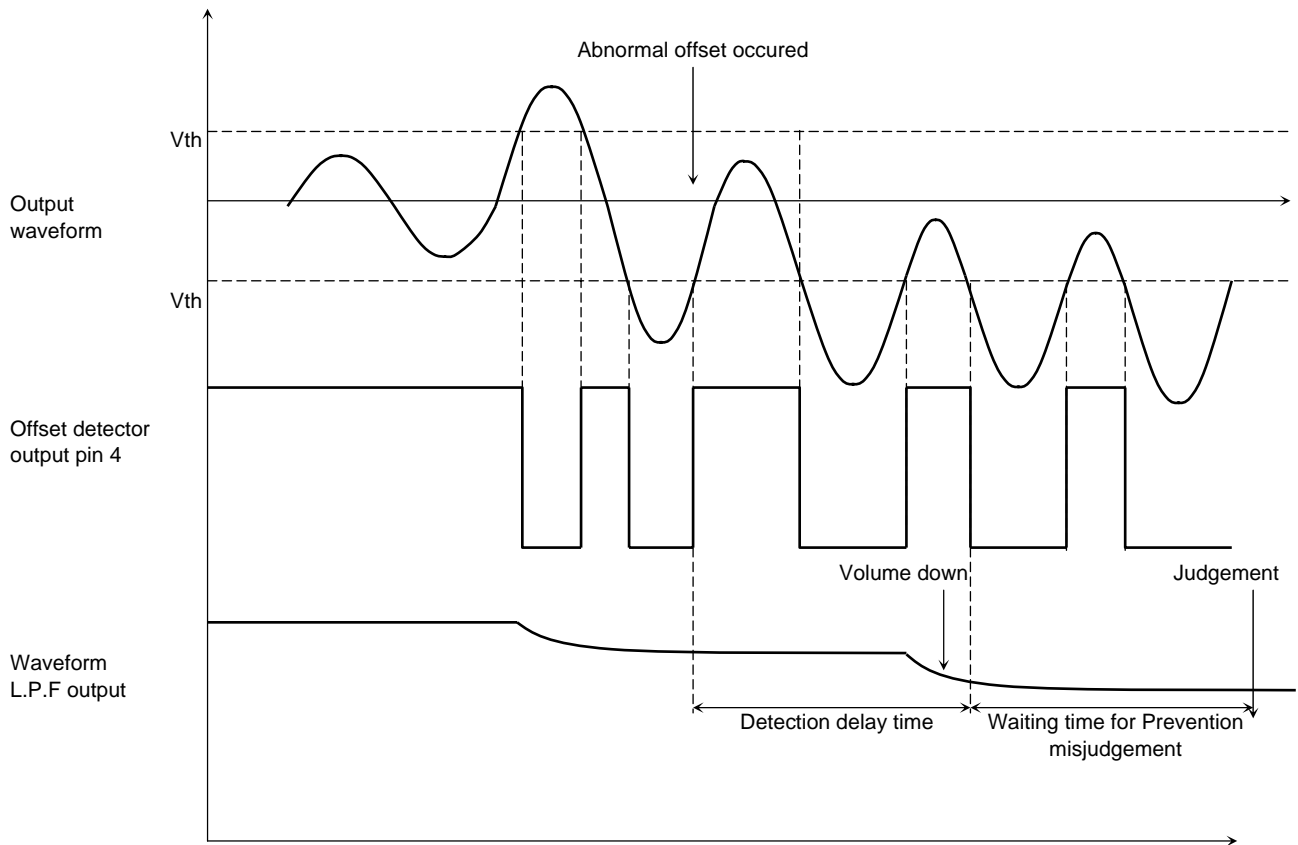 Abnormal offset occured
Vth
Output
waveform
Vth
Offset detector
output pin 4
Volume down
Judgement
Waveform
L.P.F output
Detection delay time
Waiting time for Prevention
misjudgement